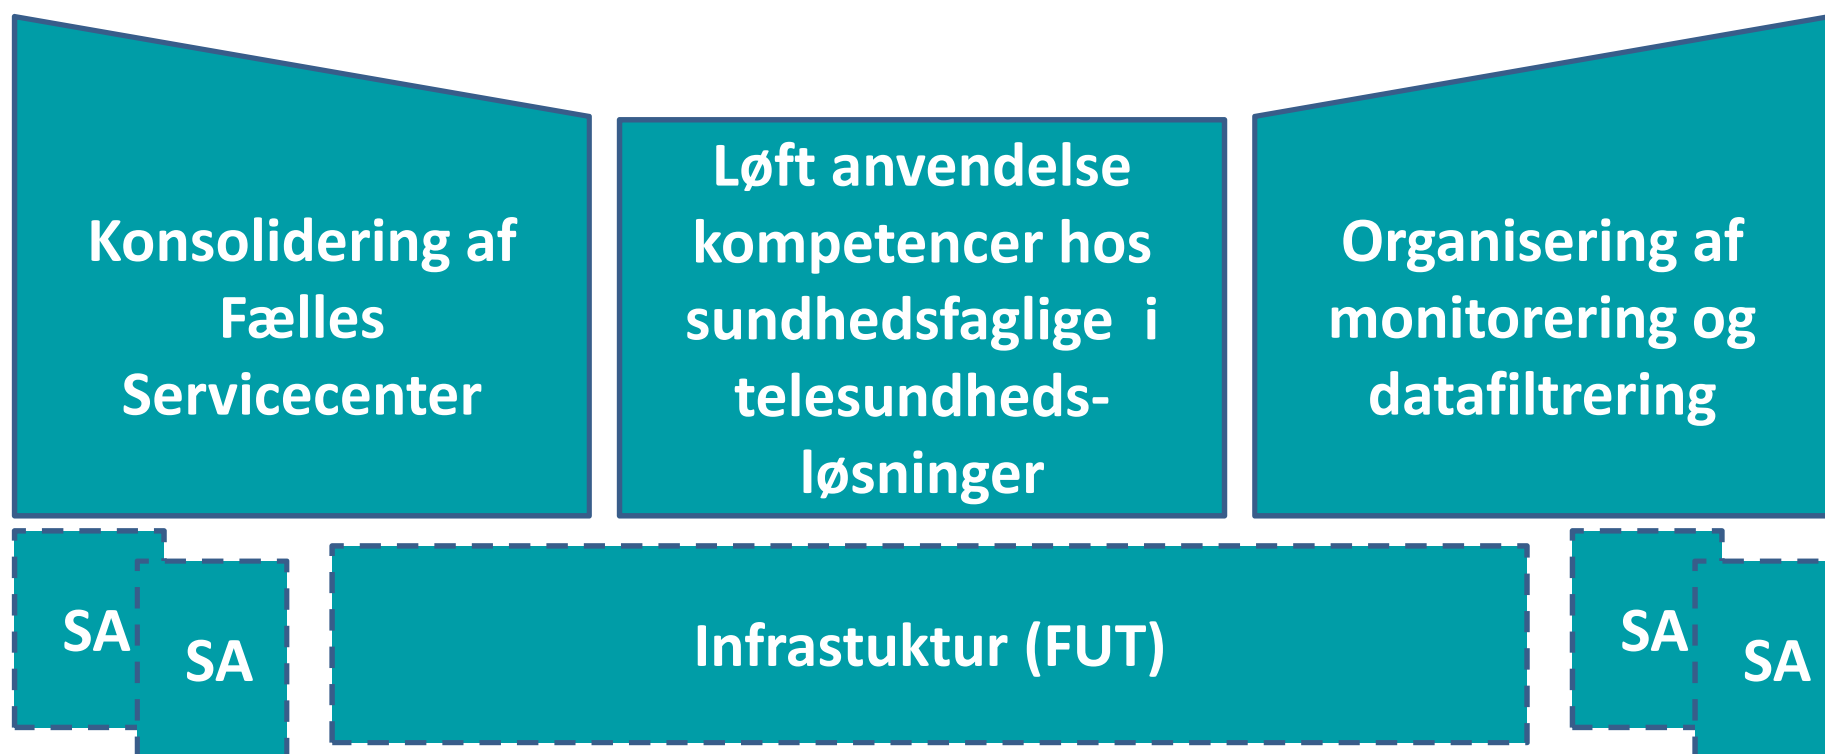 Konsolidering af
Fælles
Servicecenter
Løft anvendelse
kompetencer hos
sundhedsfaglige  i
telesundheds-
løsninger
Organisering af
monitorering og
datafiltrering
SA
SA
Infrastuktur (FUT)
SA
SA